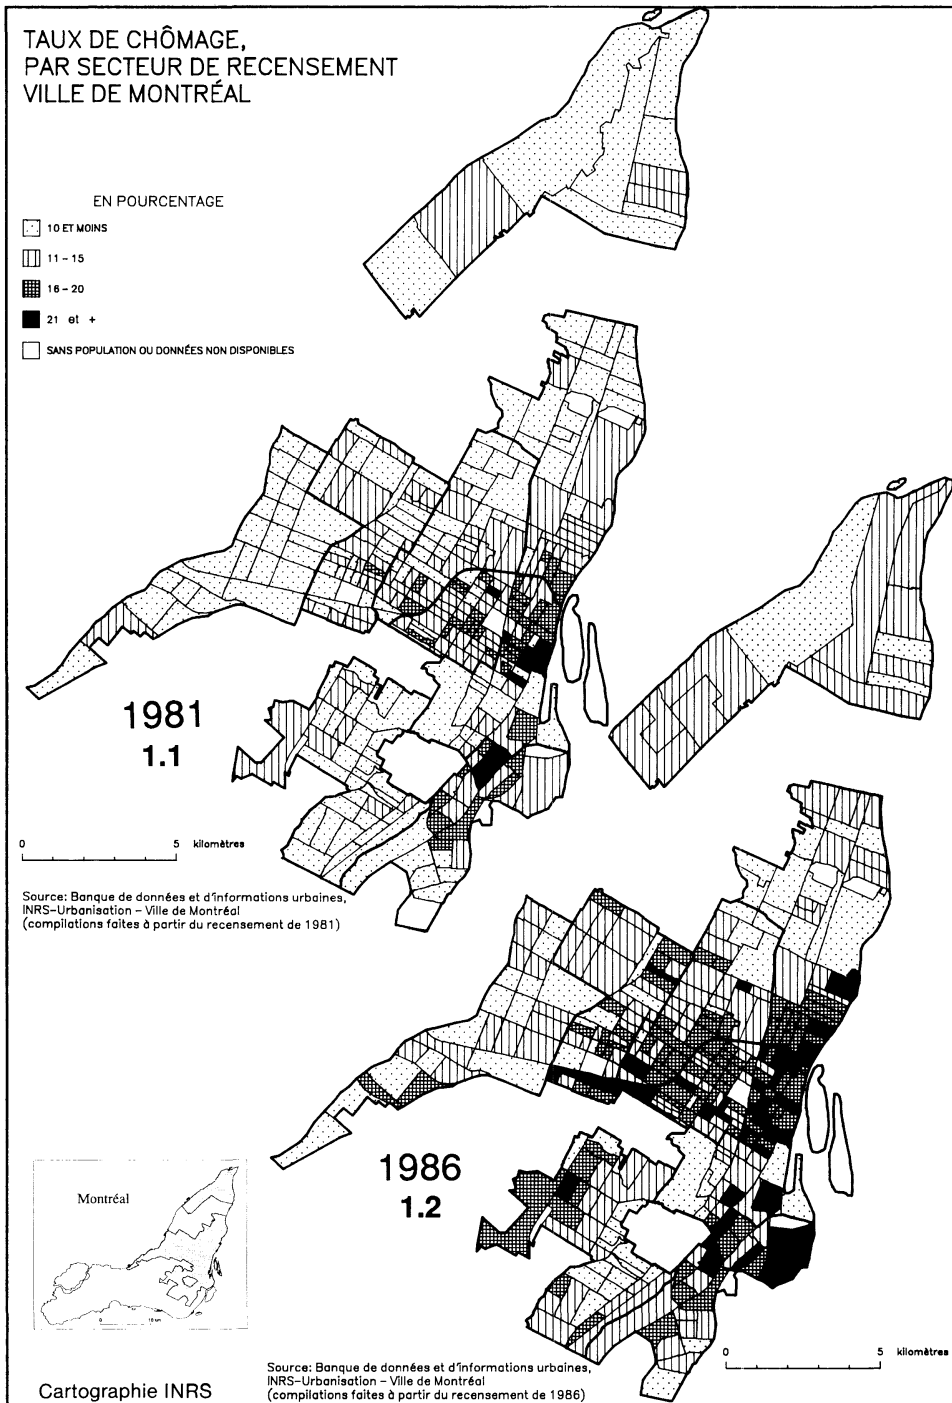 TAUX DE CHÔMAGE,
PAR SECTEUR DE RECENSEMENT
VILLE DE MONTRÉAL
EN POURCENTAGE
10 ET MOINS
11 - 15
16 - 20
21 et +
SANS POPULATION OU DONNÉES NON DISPONIBLES
1981
1.1
0 5 kilomètres
Source: Banque de données et d'informations urbaines,
INRS-Urbanisation - Ville de Montréal
(compilations faites à partir du recensement de 1981)
1986
1.2
Montréal
0 10 km
0 5 kilomètres
Source: Banque de données et d'informations urbaines,
INRS-Urbanisation - Ville de Montréal
(compilations faites à partir du recensement de 1986)
Cartographie INRS